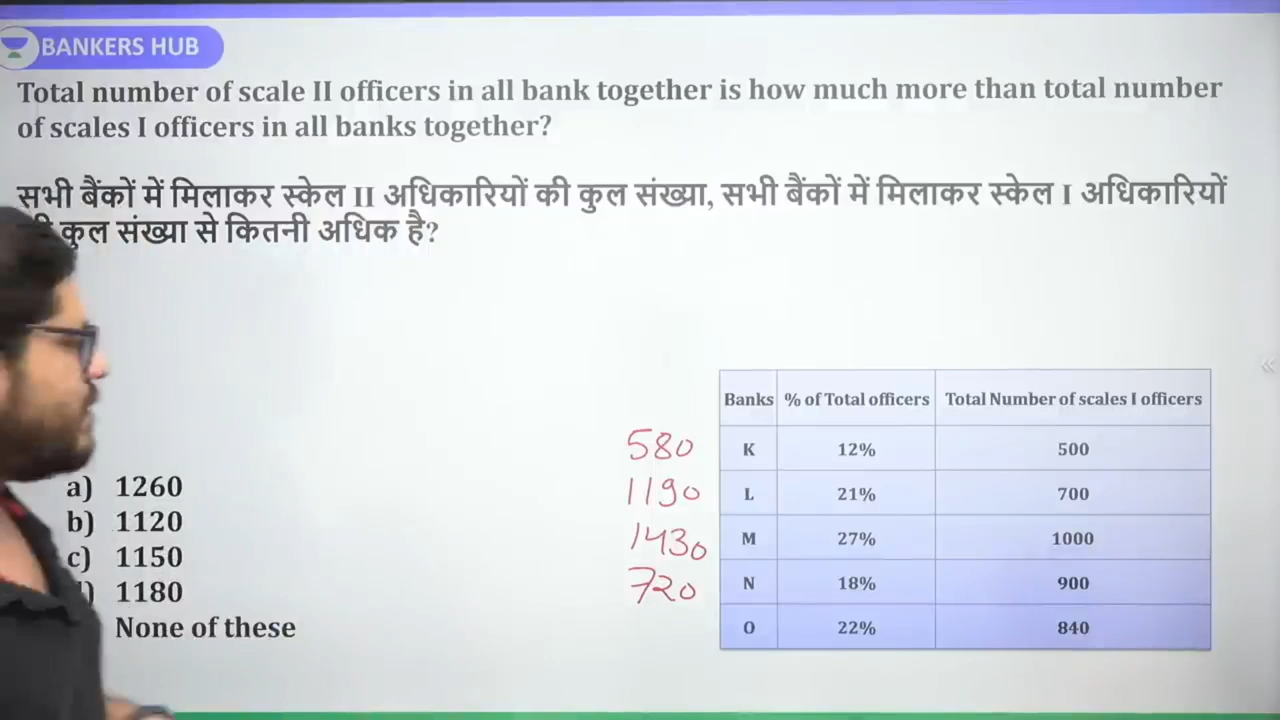 BANKERS HUB
Total number of scale II officers in all bank together is how much more than total number
of scales I officers in all banks together?
सभी बैंकों में मिलाकर स्केल II अधिकारियों की कुल संख्या, सभी बैंकों में मिलाकर स्केल I अधिकारियों
कुल संख्या से कितनी अधिक है?
a) 1260
b) 1120
c) 1150
) 1180
None of these
Banks % of Total officers Total Number of scales I officers
580 K 12% 500
1190 L 21% 700
1430 M 27% 1000
720 N 18% 900
O 22% 840